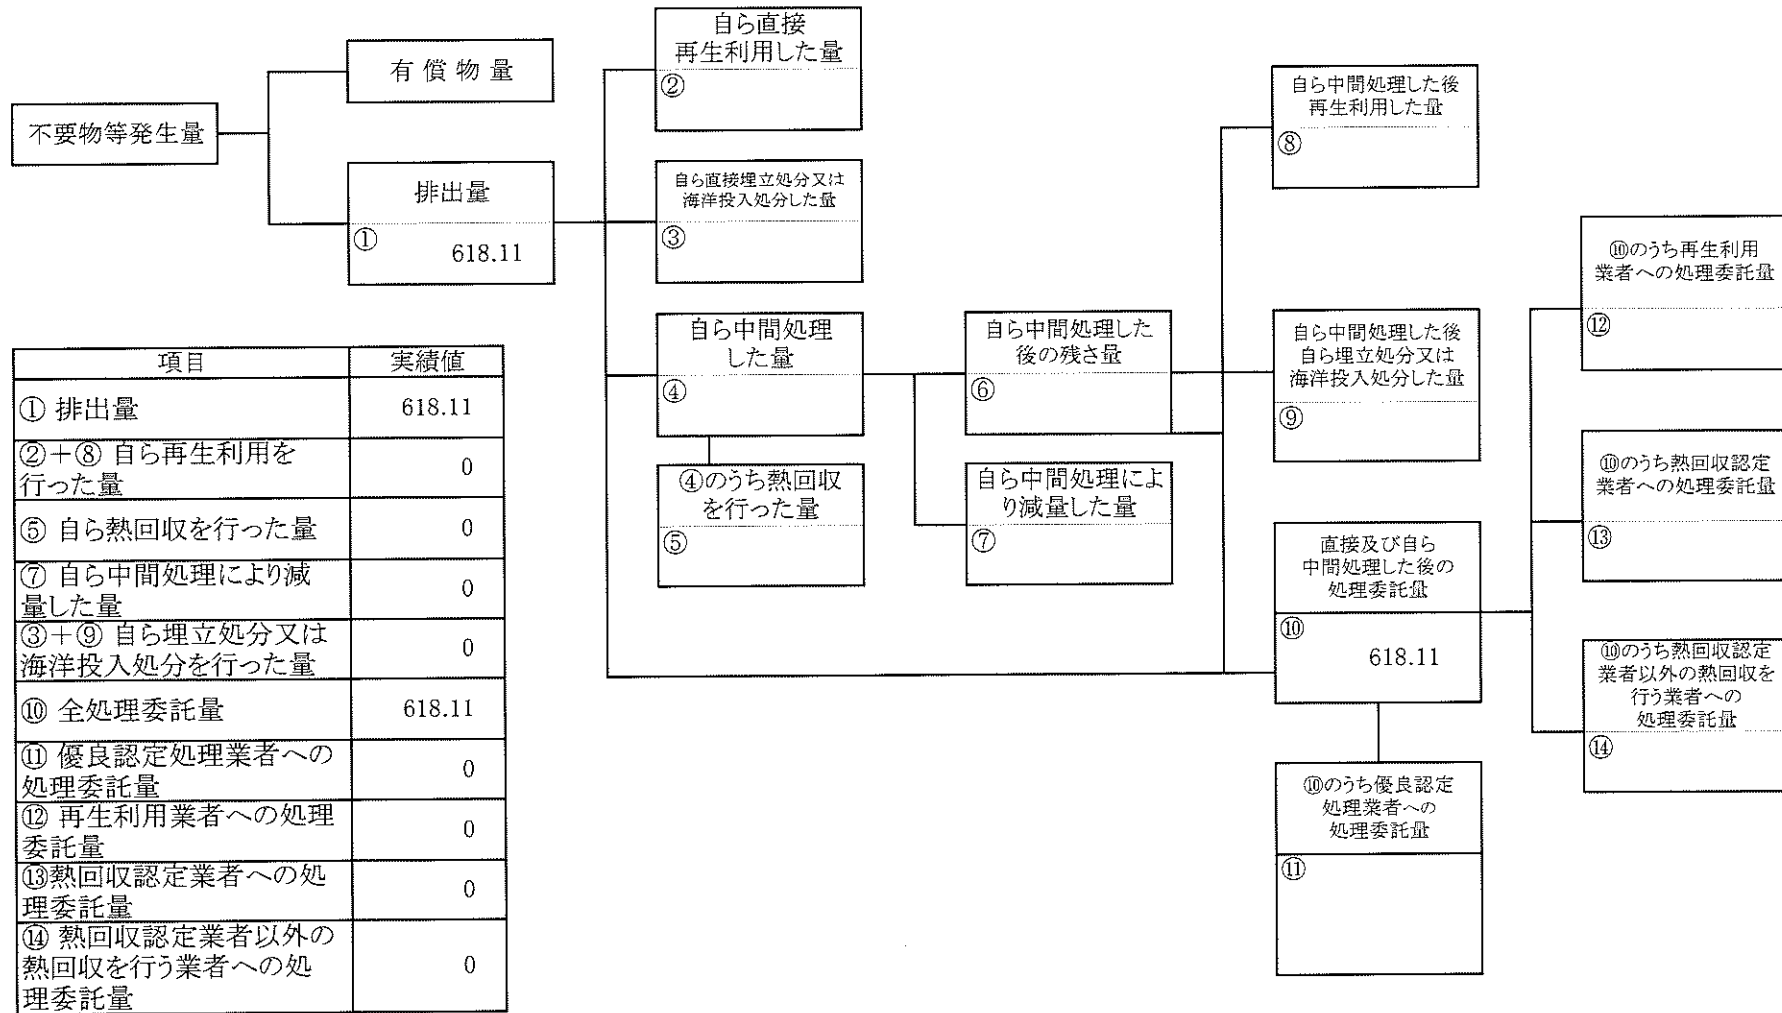 不要物等発生量
有償物量
排出量
①
618.11
自ら直接
再生利用した量
②
自ら直接埋立処分又は
海洋投入処分した量
③
自ら中間処理
した量
④
④のうち熱回収
を行った量
⑤
自ら中間処理した
後の残さ量
⑥
自ら中間処理によ
り減量した量
⑦
自ら中間処理した後
再生利用した量
⑧
自ら中間処理した後
自ら埋立処分又は
海洋投入処分した量
⑨
直接及び自ら
中間処理した後の
処理委託量
⑩
618.11
⑩のうち優良認定
処理業者への
処理委託量
⑪
⑩のうち再生利用
業者への処理委託量
⑫
⑩のうち熱回収認定
業者への処理委託量
⑬
⑩のうち熱回収認定
業者以外の熱回収を
行う業者への
処理委託量
⑭
項目 実績値
① 排出量 618.11
②+⑧ 自ら再生利用を
行った量 0
⑤ 自ら熱回収を行った量 0
⑦ 自ら中間処理により減
量した量 0
③+⑨ 自ら埋立処分又は
海洋投入処分を行った量 0
⑩ 全処理委託量 618.11
⑪ 優良認定処理業者への
処理委託量 0
⑫ 再生利用業者への処理
委託量 0
⑬熱回収認定業者への処
理委託量 0
⑭ 熱回収認定業者以外の
熱回収を行う業者への処
理委託量 0